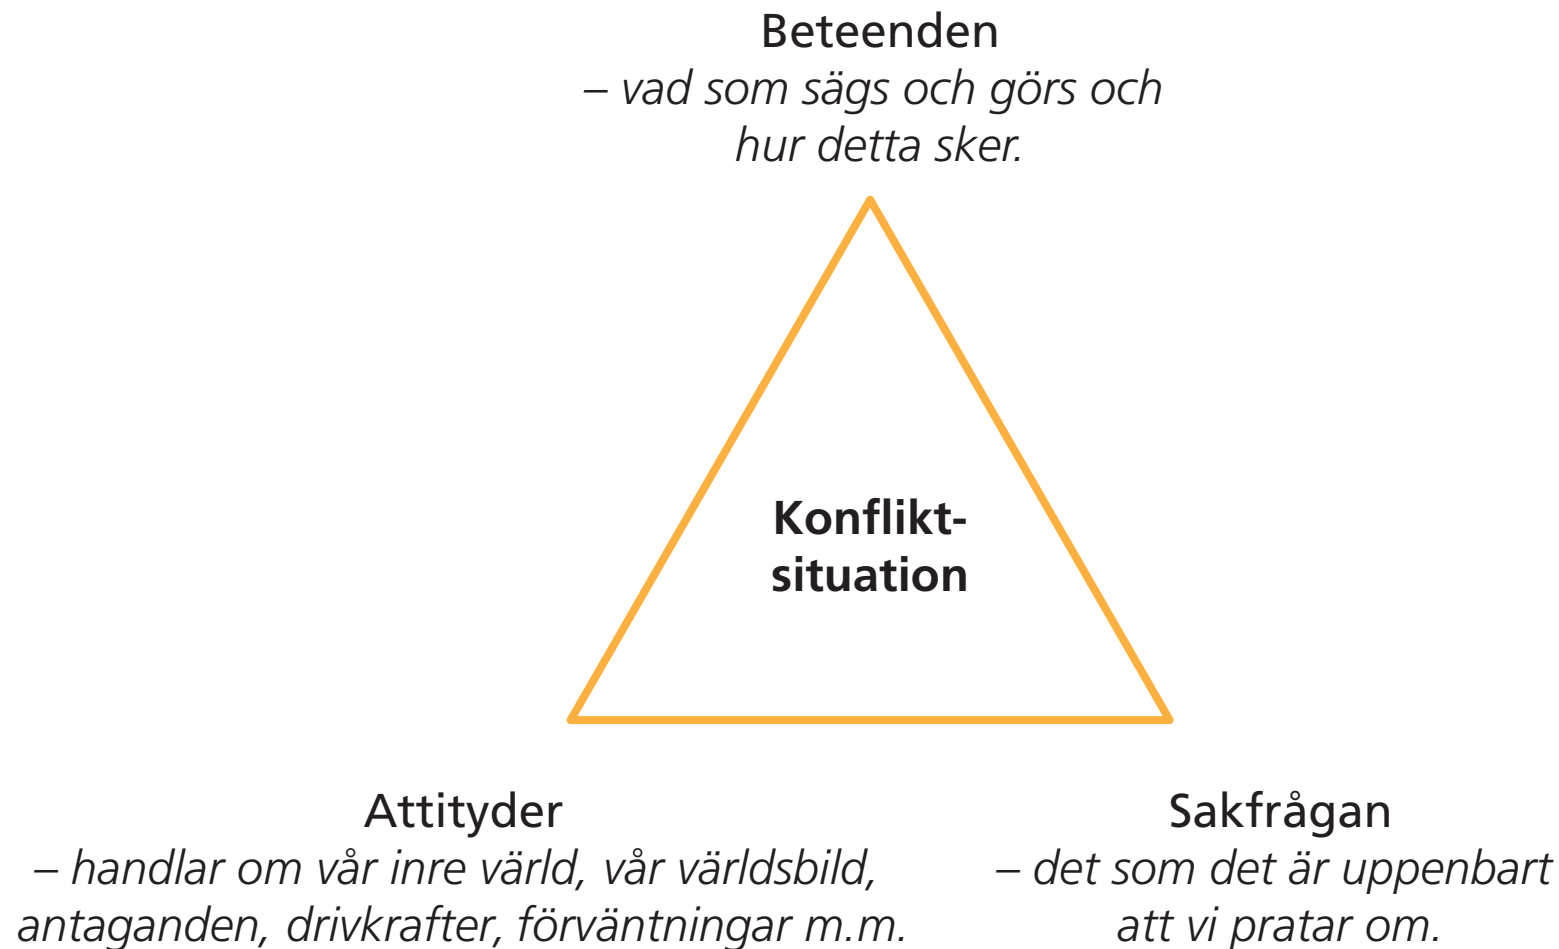 Beteenden
– vad som sägs och görs och
hur detta sker.
Konflikt-
situation
Attityder
– handlar om vår inre värld, vår världsbild,
antaganden, drivkrafter, förväntningar m.m.
Sakfrågan
– det som det är uppenbart
att vi pratar om.